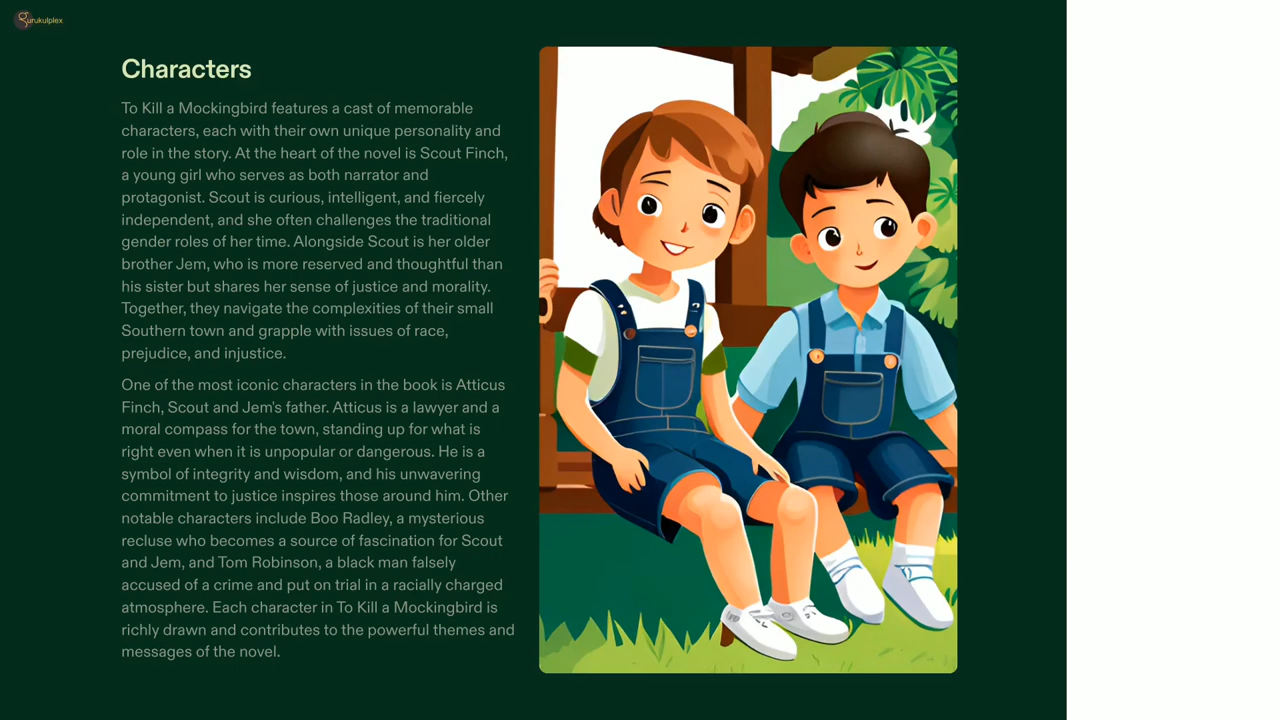 gurukulplex
Characters
To Kill a Mockingbird features a cast of memorable
characters, each with their own unique personality and
role in the story. At the heart of the novel is Scout Finch,
a young girl who serves as both narrator and
protagonist. Scout is curious, intelligent, and fiercely
independent, and she often challenges the traditional
gender roles of her time. Alongside Scout is her older
brother Jem, who is more reserved and thoughtful than
his sister but shares her sense of justice and morality.
Together, they navigate the complexities of their small
Southern town and grapple with issues of race,
prejudice, and injustice.
One of the most iconic characters in the book is Atticus
Finch, Scout and Jem's father. Atticus is a lawyer and a
moral compass for the town, standing up for what is
right even when it is unpopular or dangerous. He is a
symbol of integrity and wisdom, and his unwavering
commitment to justice inspires those around him. Other
notable characters include Boo Radley, a mysterious
recluse who becomes a source of fascination for Scout
and Jem, and Tom Robinson, a black man falsely
accused of a crime and put on trial in a racially charged
atmosphere. Each character in To Kill a Mockingbird is
richly drawn and contributes to the powerful themes and
messages of the novel.